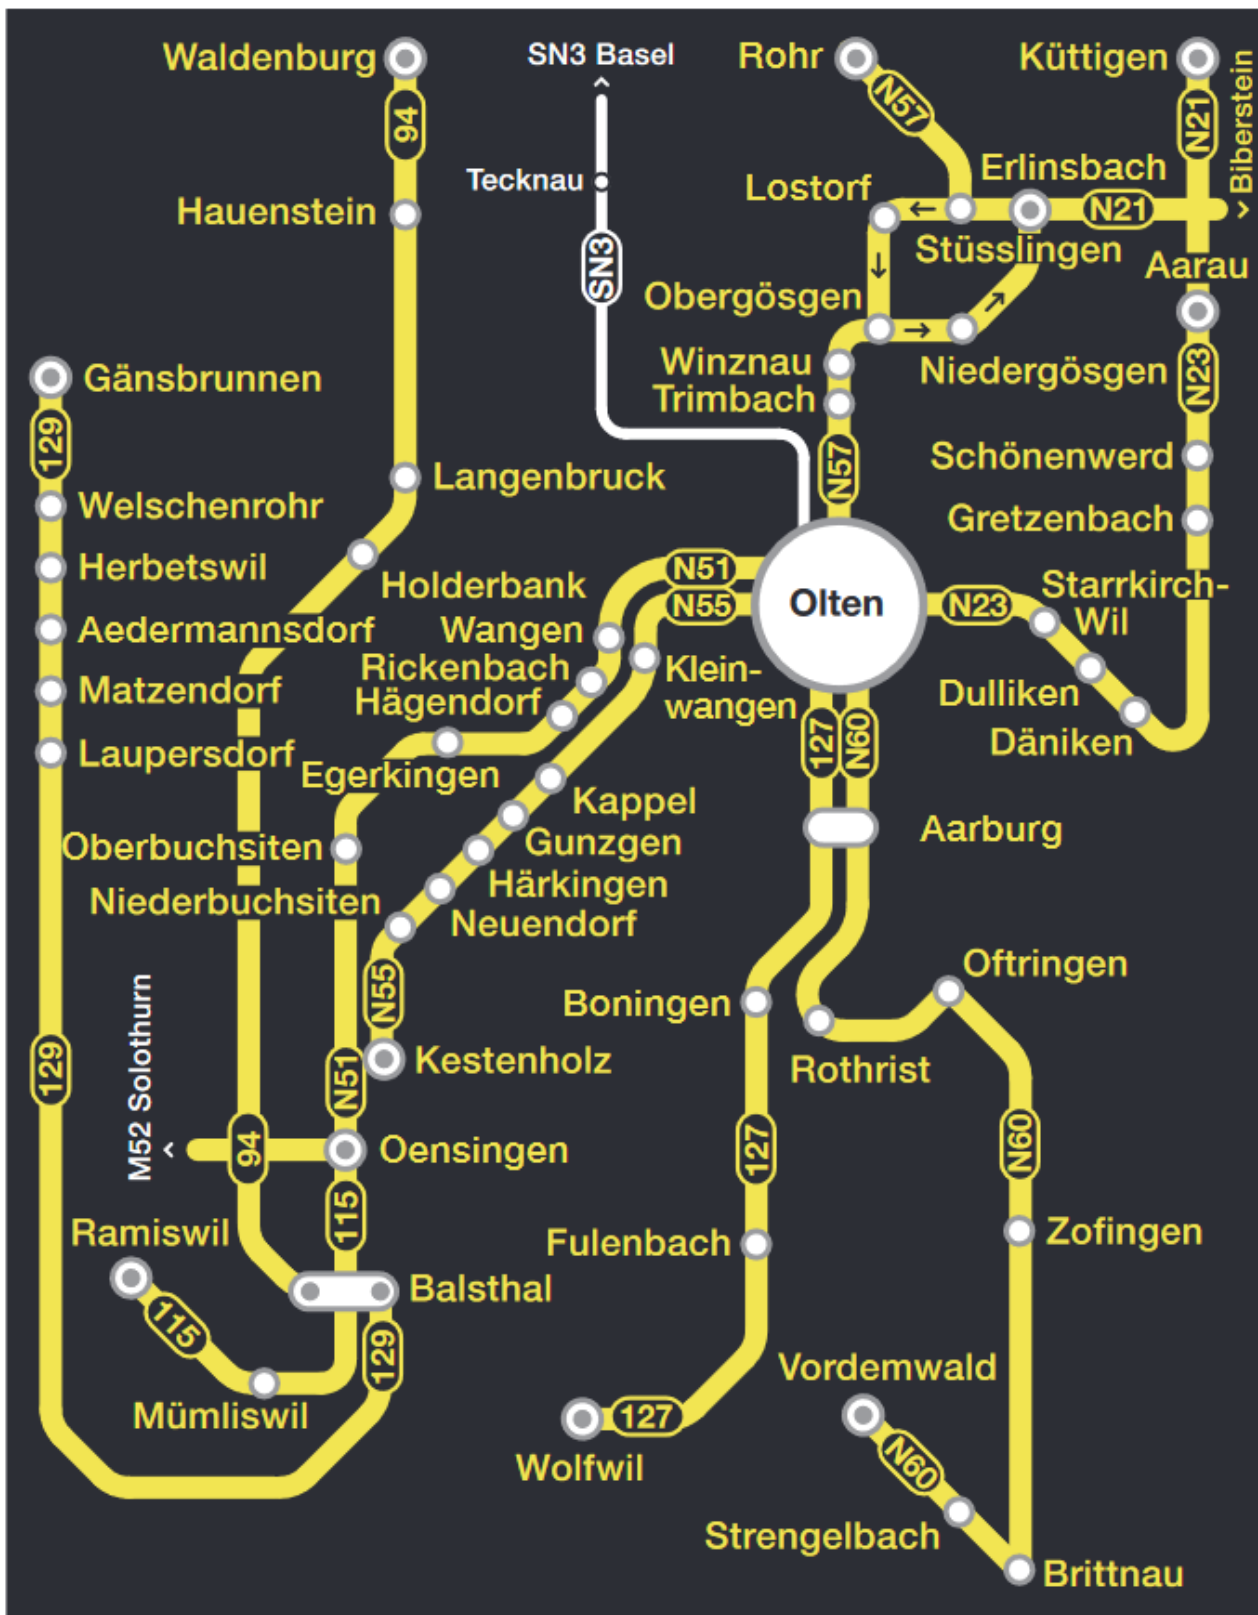 Waldenburg
SN3 Basel
Rohr
Küttigen
Biberstein
94
N57
N21
Erlinsbach
Tecknau
Lostorf
N21
Hauenstein
Stüsslingen
Aarau
SN3
Obergösgen
Winznau
Niedergösgen
N23
Gänsbrunnen
Trimbach
129
N57
Schönenwerd
Langenbruck
Welschenrohr
Gretzenbach
Herbetswil
Holderbank
N51
N55
Olten
N23
Starrkirch-
Wil
Aedermannsdorf
Wangen
Rickenbach
Klein-
wangen
Matzendorf
Hägendorf
Dulliken
Däniken
Laupersdorf
127
N60
Egerkingen
Kappel
Aarburg
Oberbuchsiten
Gunzgen
Härkingen
Niederbuchsiten
Neuendorf
Oftringen
N55
Boningen
129
M52 Solothurn
N51
Kestenholz
Rothrist
94
Oensingen
127
N60
115
Ramiswil
Fulenbach
Zofingen
Balsthal
115
129
Vordemwald
Mümliswil
127
Wolfwil
N60
Strengelbach
Brittnau